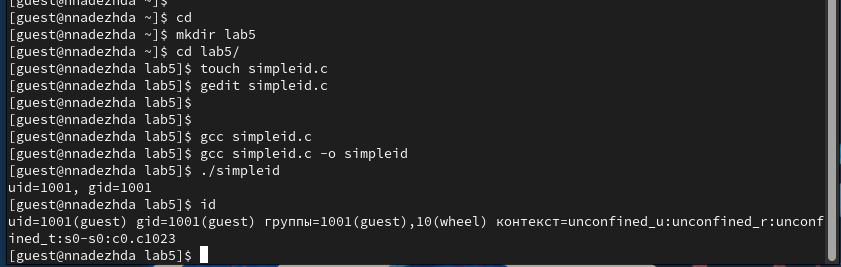 [guest@nnadezhda ~]$
[guest@nnadezhda ~]$ cd
[guest@nnadezhda ~]$ mkdir lab5
[guest@nnadezhda ~]$ cd lab5/
[guest@nnadezhda lab5]$ touch simpleid.c
[guest@nnadezhda lab5]$ gedit simpleid.c
[guest@nnadezhda lab5]$
[guest@nnadezhda lab5]$
[guest@nnadezhda lab5]$ gcc simpleid.c
[guest@nnadezhda lab5]$ gcc simpleid.c -o simpleid
[guest@nnadezhda lab5]$ ./simpleid
uid=1001, gid=1001
[guest@nnadezhda lab5]$ id
uid=1001(guest) gid=1001(guest) группы=1001(guest),10(wheel) контекст=unconfined_u:unconfined_r:unconf
ined_t:s0-s0:c0.c1023
[guest@nnadezhda lab5]$